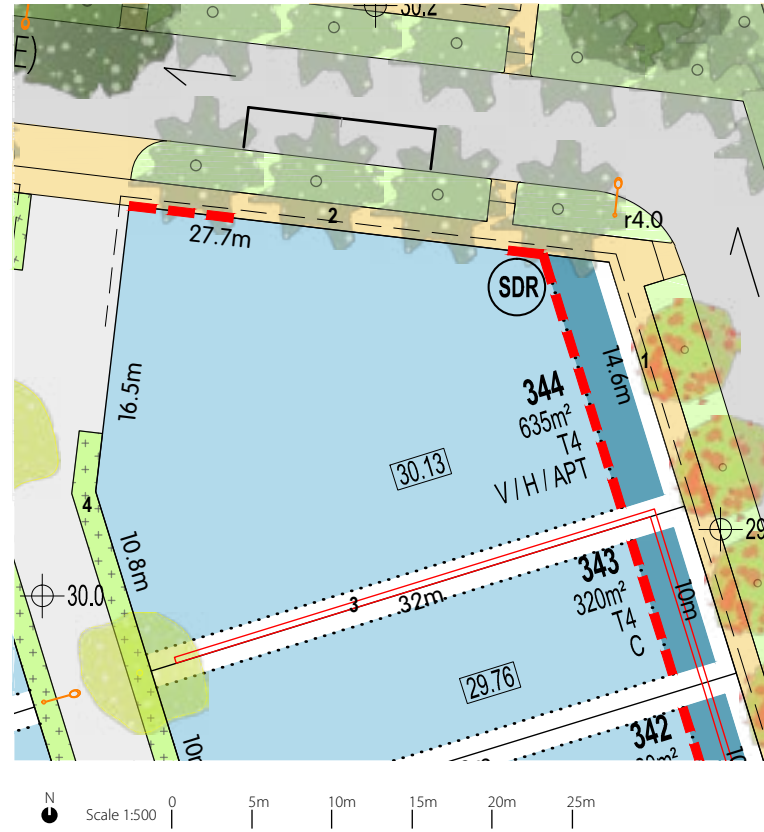 30.2
E)
r4.0
2
27.7m
SDR
1
14.6m
16.5m
344
635m²
T4
V / H / APT
30.13
4
10.8m
29
30.0
3
32m
343
320m²
T4
C
10m
29.76
342
N
Scale 1:500
0
5m
10m
15m
20m
25m